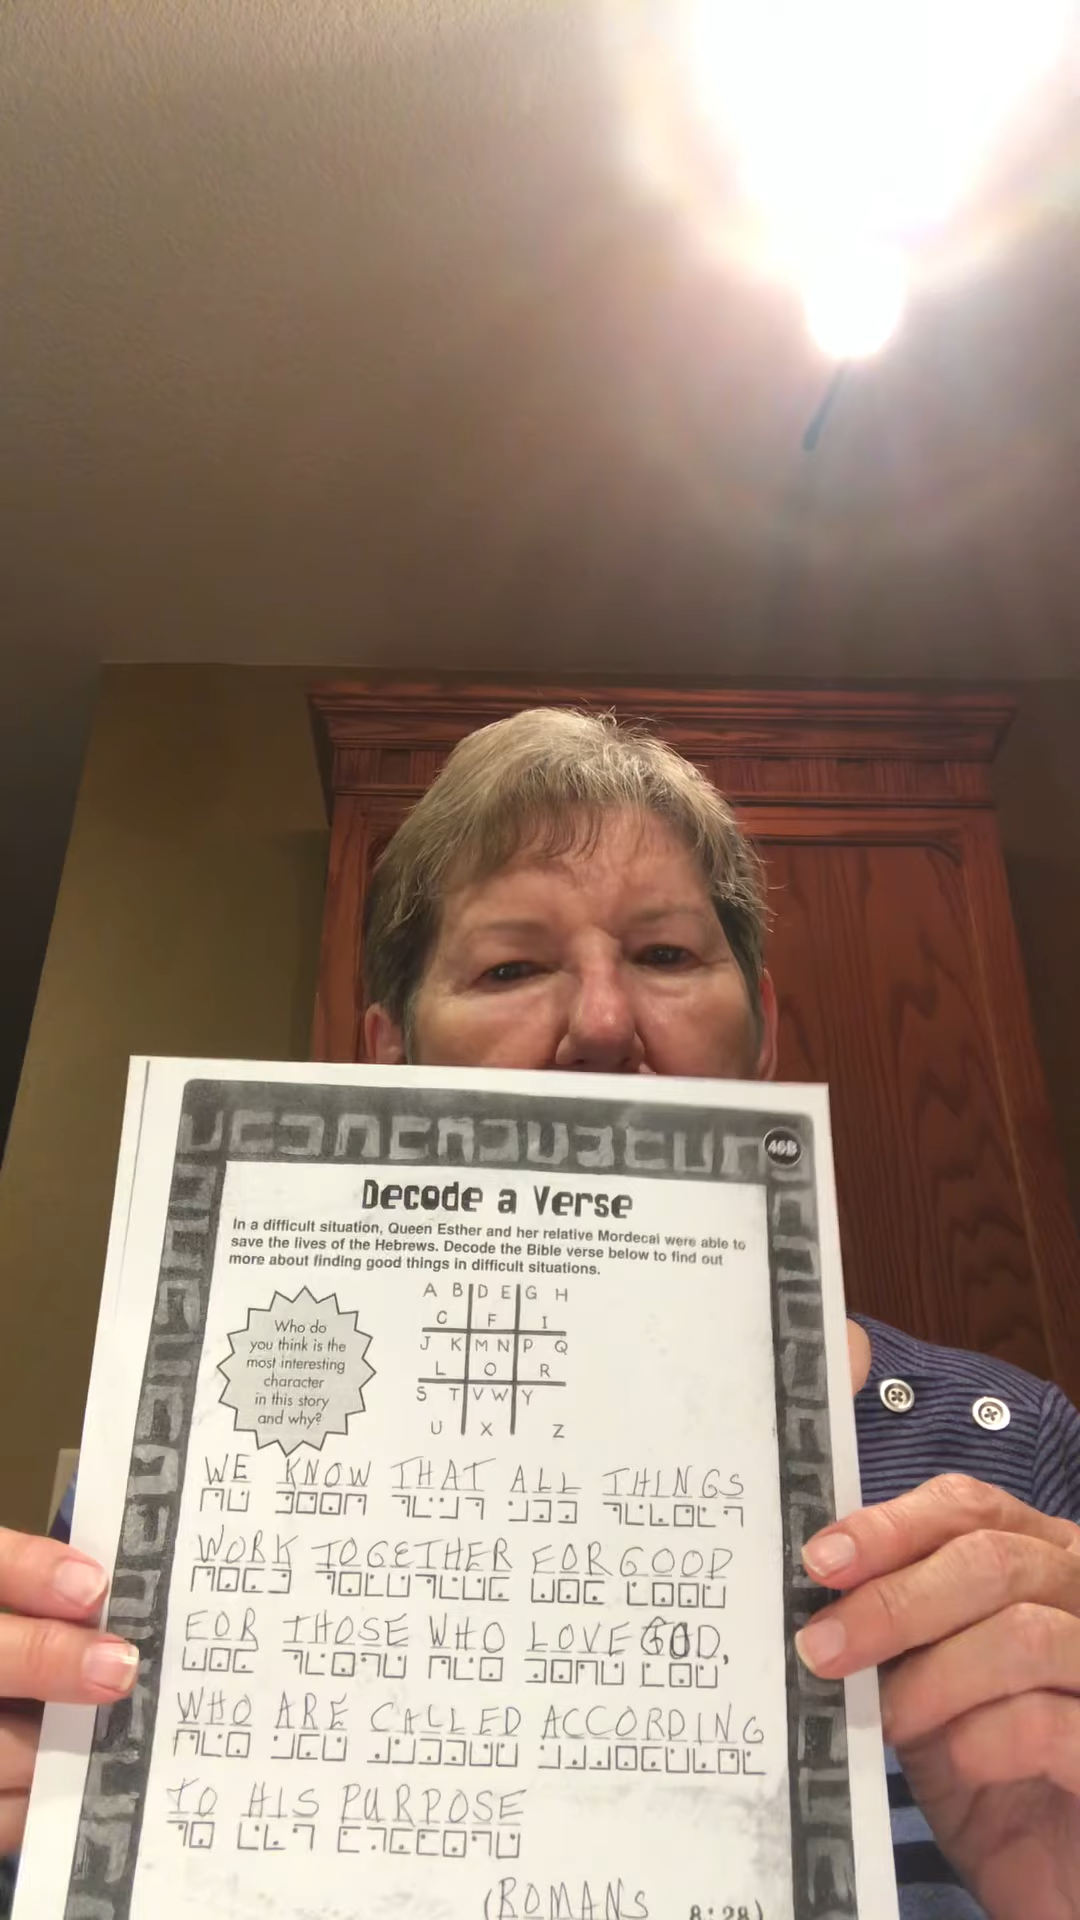 46B
Decode a Verse
In a difficult situation, Queen Esther and her relative Mordecai were able to
save the lives of the Hebrews. Decode the Bible verse below to find out
more about finding good things in difficult situations.
Who do
you think is the
most interesting
character
in this story
and why?
A B D E G H
C F I
J K M N P Q
L O R
S T V W Y
U X Z
WE KNOW THAT ALL THINGS
WORK TOGETHER FOR GOOD
FOR THOSE WHO LOVE GOD,
WHO ARE CALLED ACCORDING
TO HIS PURPOSE
(ROMANS 8:28)